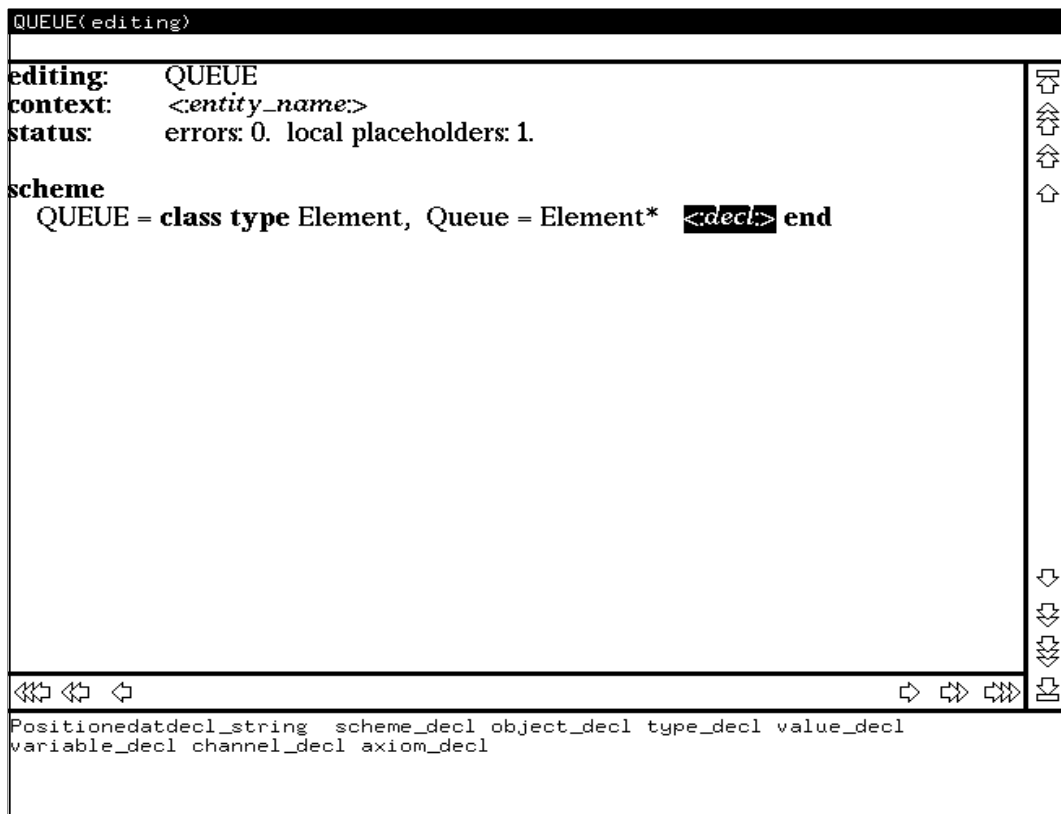 QUEUE(editing)
editing: QUEUE
context: <:entity_name:>
status: errors: 0. local placeholders: 1.
scheme
QUEUE = class type Element, Queue = Element* <:decl:> end
Positionedatdecl_string scheme_decl object_decl type_decl value_decl
variable_decl channel_decl axiom_decl